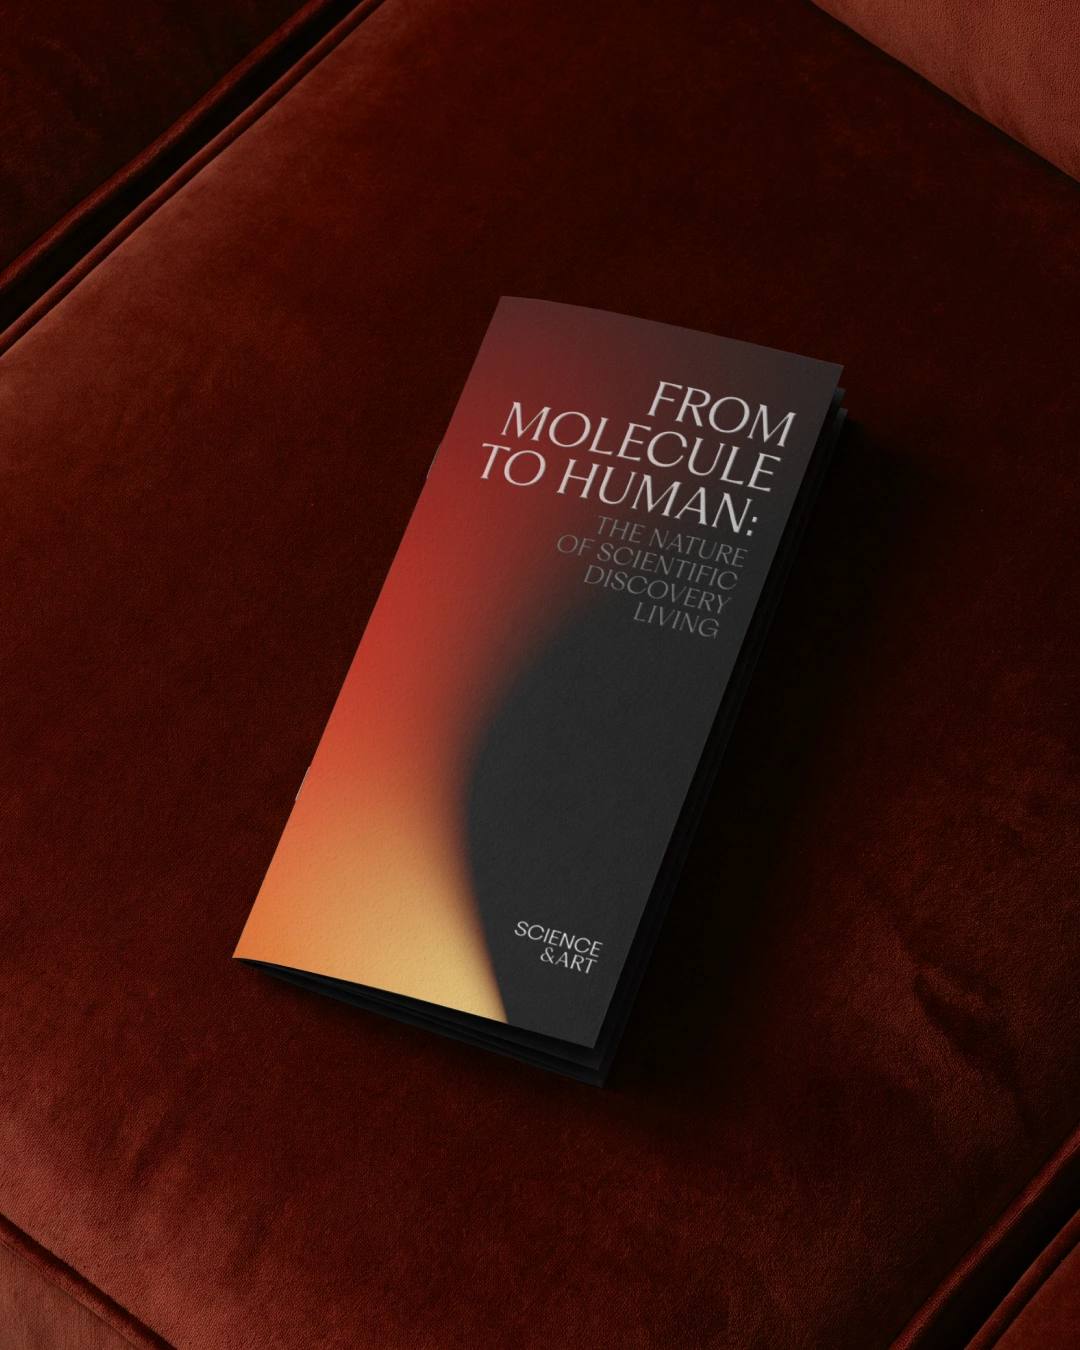 FROM
MOLECULE
TO HUMAN:
THE NATURE
OF SCIENTIFIC
DISCOVERY
LIVING
SCIENCE
&ART